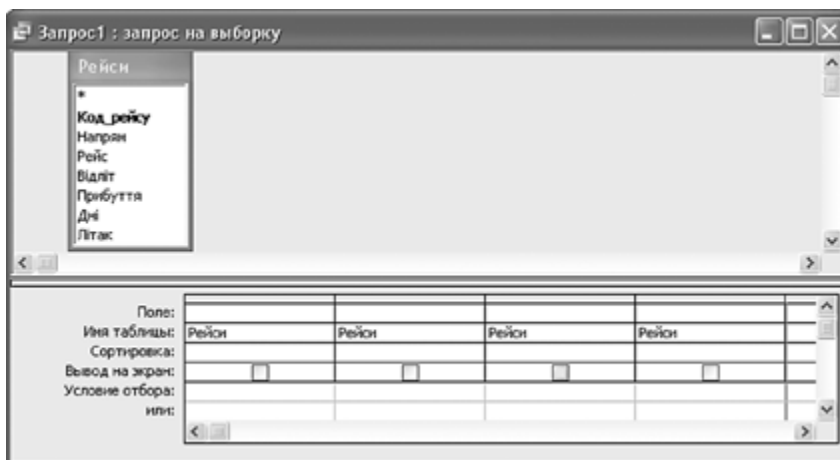 Запрос1 : запрос на выборку
Рейси
*
Код_рейсу
Напрям
Рейс
Відліт
Прибуття
Дні
Літак
Поле:
Имя таблицы: Рейси Рейси Рейси Рейси
Сортировка:
Вывод на экран:
Условие отбора:
или: